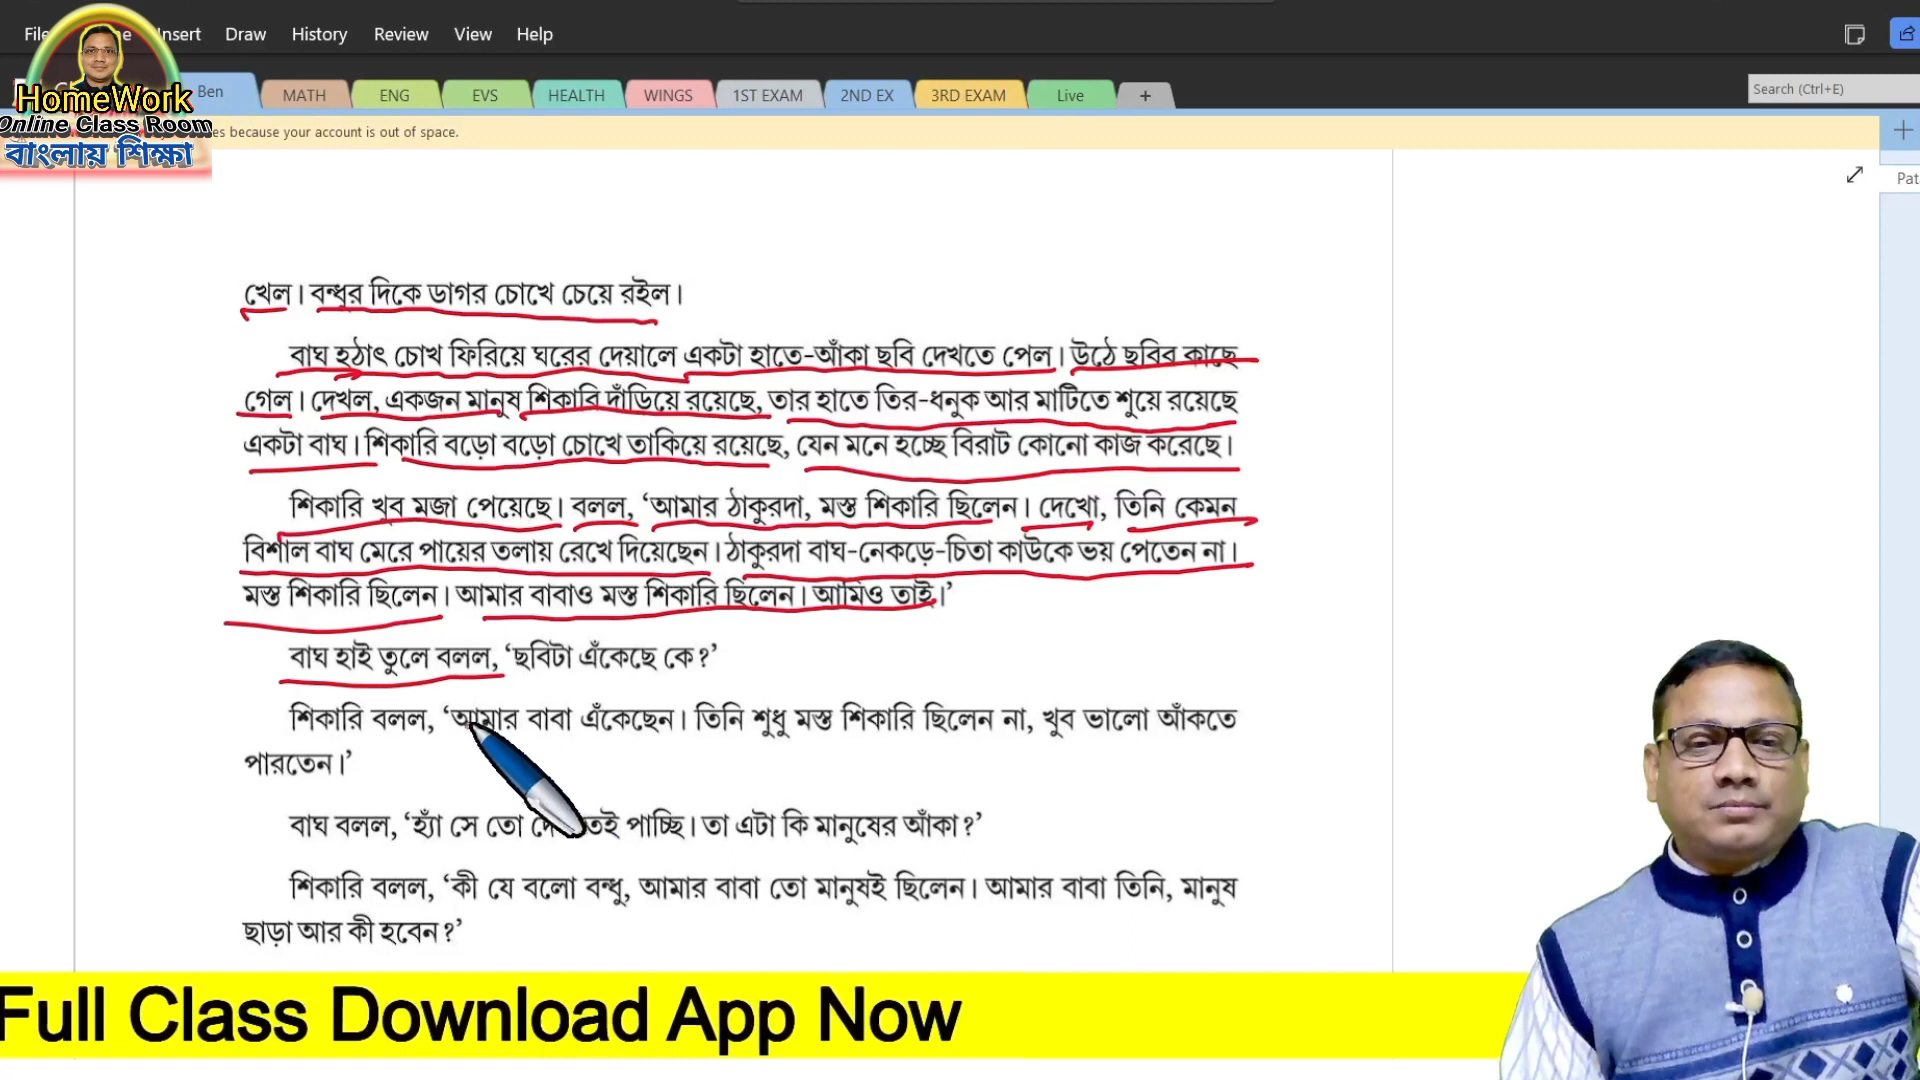 File Home Insert Draw History Review View Help
HomeWork
Online Class Room
বাংলায় শিক্ষা
Ben MATH ENG EVS HEALTH WINGS 1ST EXAM 2ND EX 3RD EXAM Live +
Search (Ctrl+E)
es because your account is out of space.
Pat
খেল। বন্ধুর দিকে ডাগর চোখে চেয়ে রইল।
বাঘ হঠাৎ চোখ ফিরিয়ে ঘরের দেয়ালে একটা হাতে-আঁকা ছবি দেখতে পেল। উঠে ছবির কাছে
গেল। দেখল, একজন মানুষ শিকারি দাঁড়িয়ে রয়েছে, তার হাতে তির-ধনুক আর মাটিতে শুয়ে রয়েছে
একটা বাঘ। শিকারি বড়ো বড়ো চোখে তাকিয়ে রয়েছে, যেন মনে হচ্ছে বিরাট কোনো কাজ করেছে।
শিকারি খুব মজা পেয়েছে। বলল, ‘আমার ঠাকুরদা, মস্ত শিকারি ছিলেন। দেখো, তিনি কেমন
বিশাল বাঘ মেরে পায়ের তলায় রেখে দিয়েছেন। ঠাকুরদা বাঘ-নেকড়ে-চিতা কাউকে ভয় পেতেন না।
মস্ত শিকারি ছিলেন। আমার বাবাও মস্ত শিকারি ছিলেন। আমিও তাই।’
বাঘ হাই তুলে বলল, ‘ছবিটা এঁকেছে কে?’
শিকারি বলল, ‘আমার বাবা এঁকেছেন। তিনি শুধু মস্ত শিকারি ছিলেন না, খুব ভালো আঁকতে
পারতেন।’
বাঘ বলল, ‘হ্যাঁ সে তো পাচ্ছি। তা এটা কি মানুষের আঁকা?’
শিকারি বলল, ‘কী যে বলো বন্ধু, আমার বাবা তো মানুষই ছিলেন। আমার বাবা তিনি, মানুষ
ছাড়া আর কী হবেন?’
Full Class Download App Now